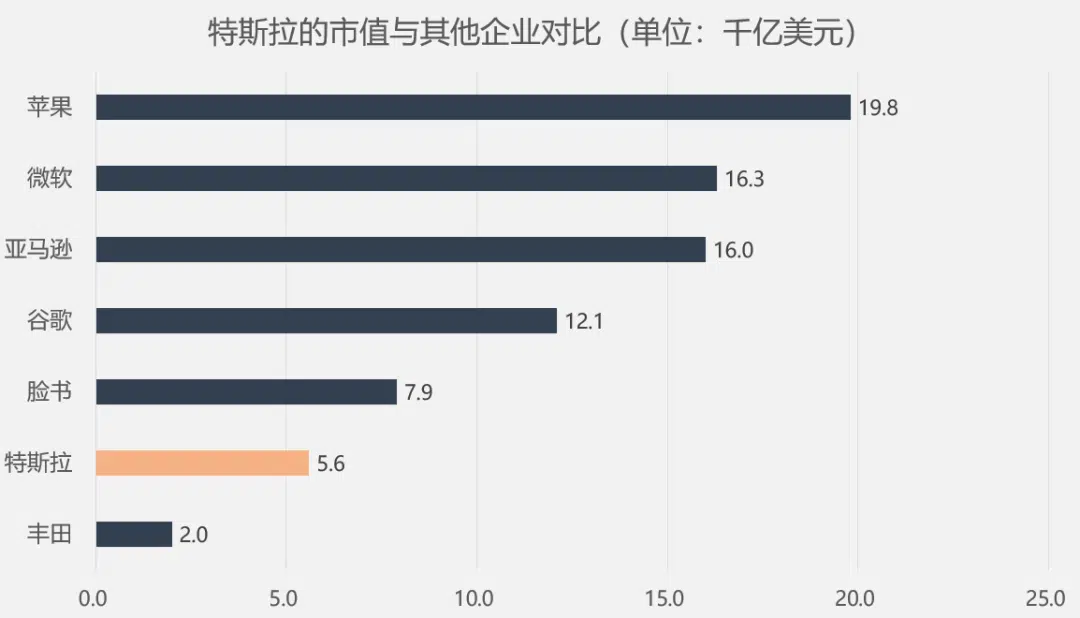 特斯拉的市值与其他企业对比（单位：千亿美元）
苹果 19.8
微软 16.3
亚马逊 16.0
谷歌 12.1
脸书 7.9
特斯拉 5.6
丰田 2.0
0.0 5.0 10.0 15.0 20.0 25.0